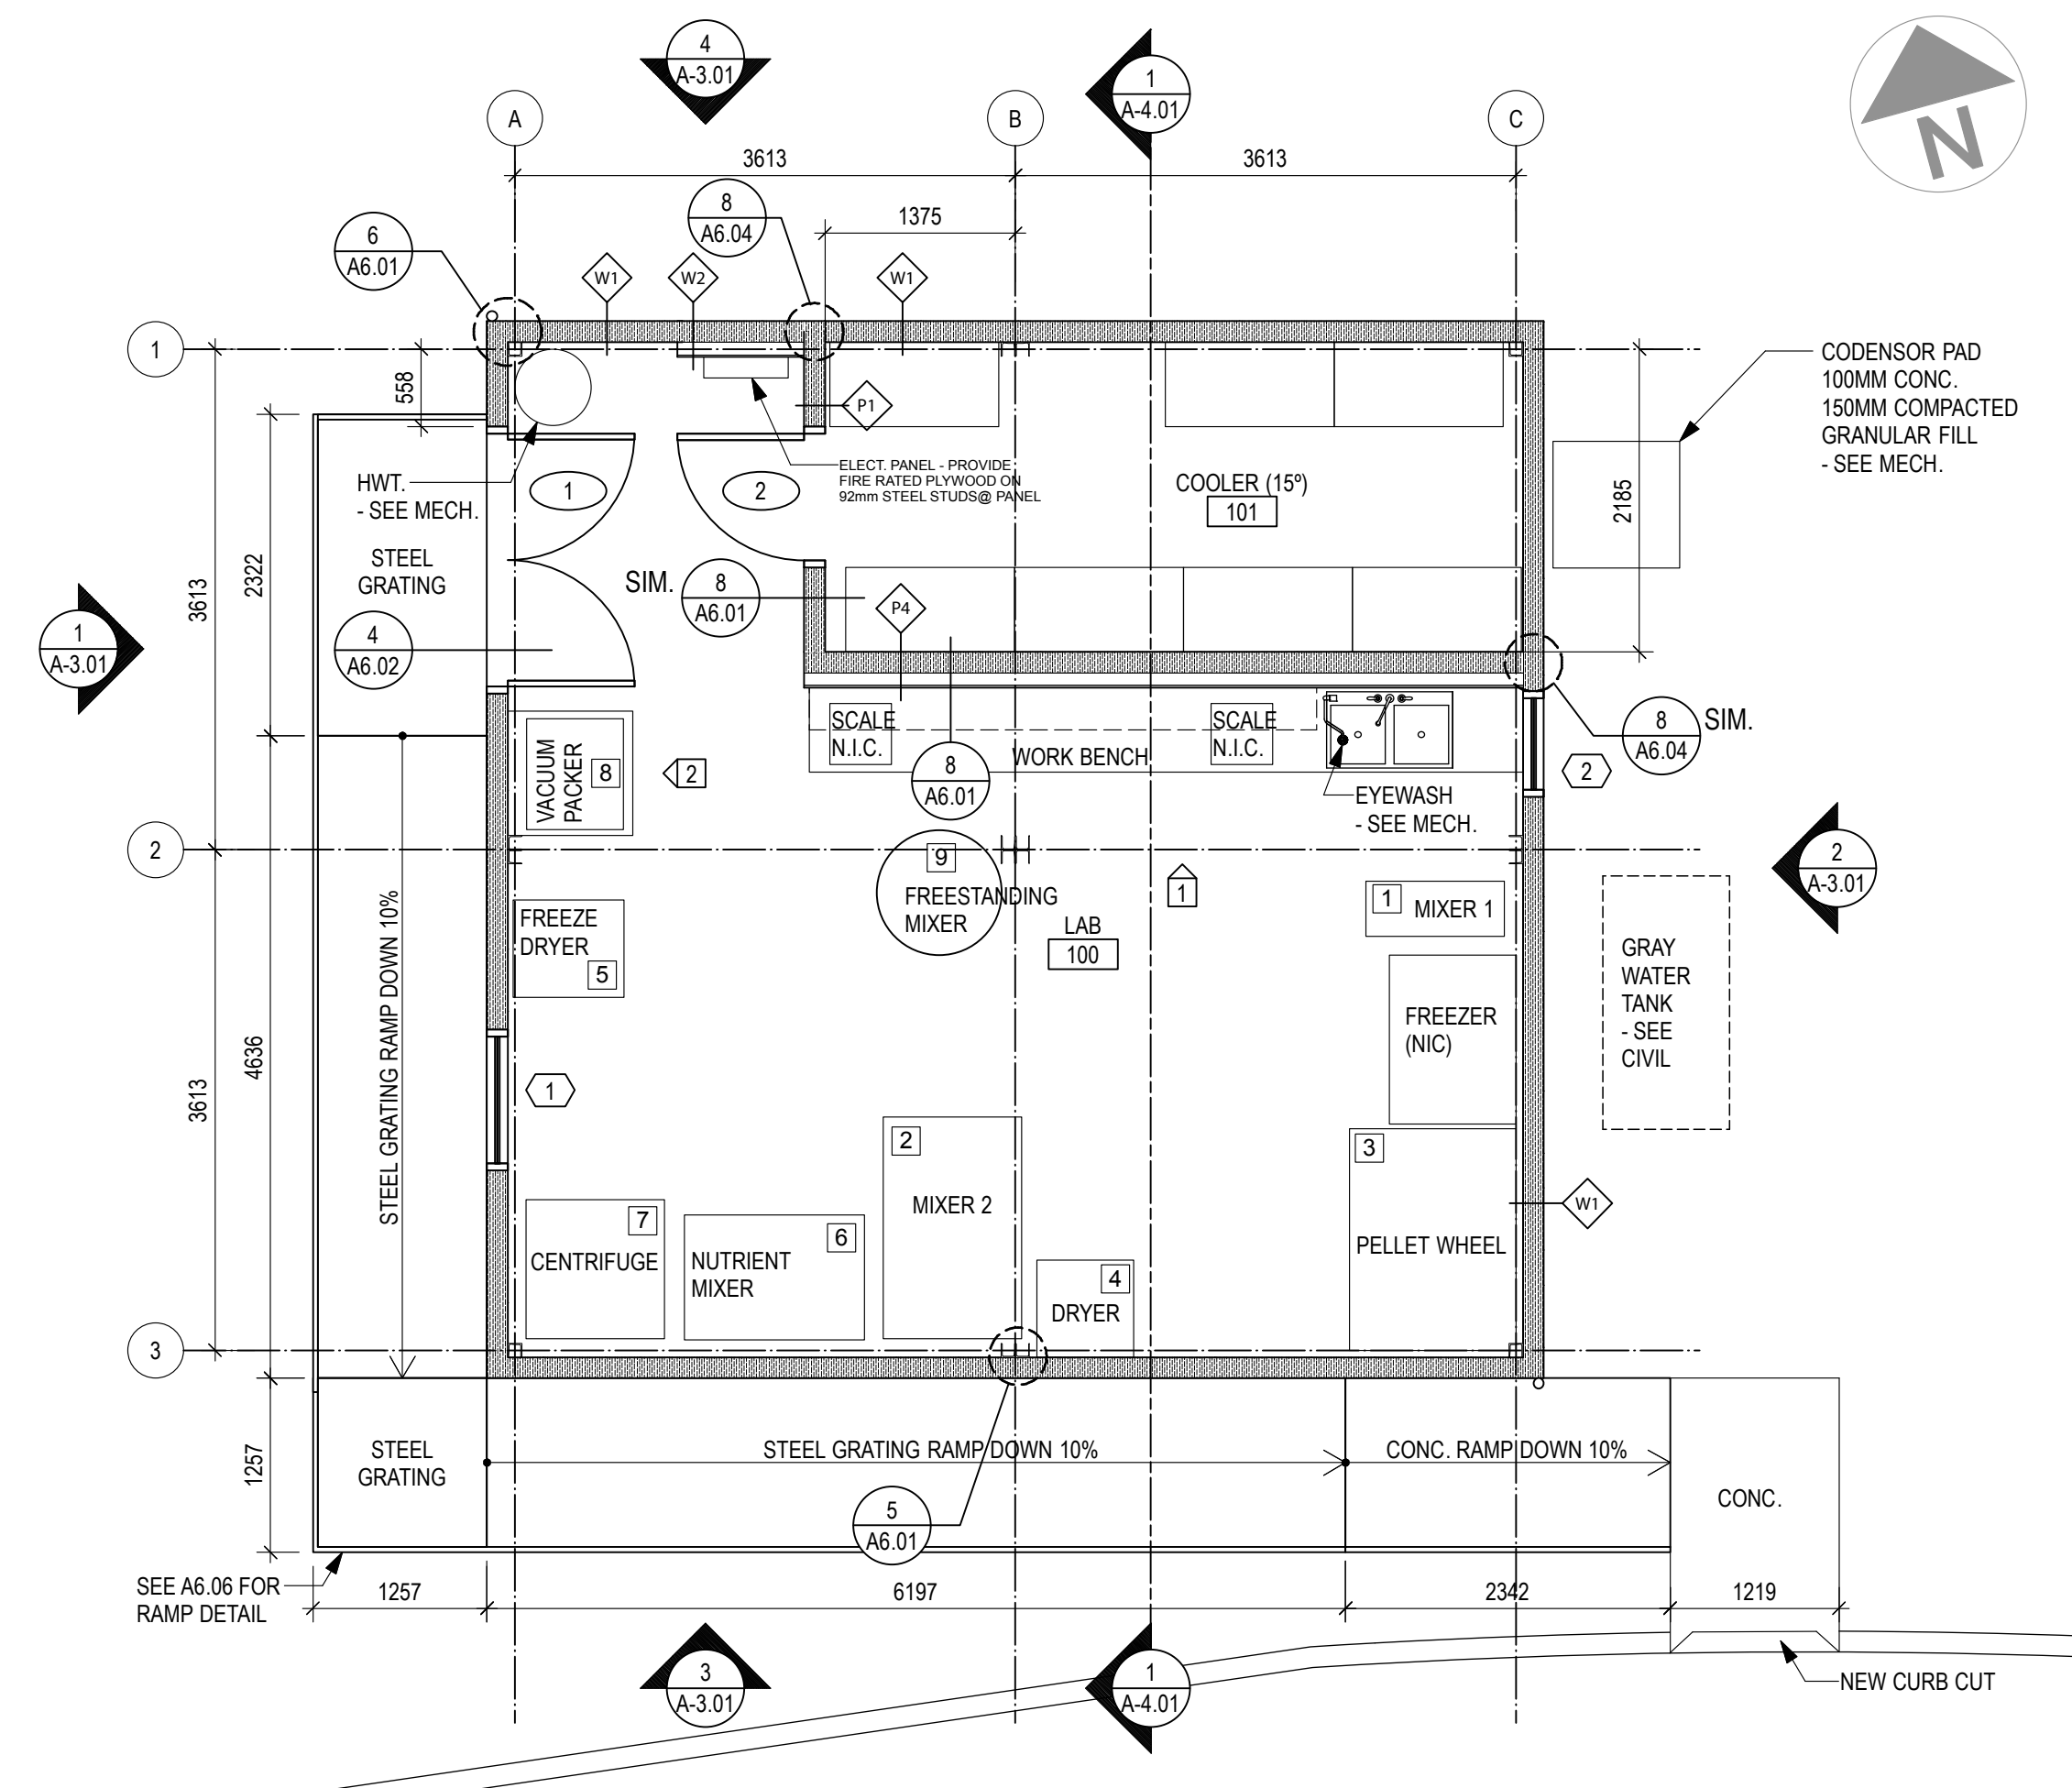 4
A-3.01
1
A-4.01
N
A
B
C
3613
3613
8
A6.04
1375
6
A6.01
W1
W2
W1
1
558
P1
CODENSOR PAD
100MM CONC.
150MM COMPACTED
GRANULAR FILL
- SEE MECH.
HWT.
- SEE MECH.
1
2
ELECT. PANEL - PROVIDE
FIRE RATED PLYWOOD ON
92mm STEEL STUDS@ PANEL
COOLER (15º)
101
2185
STEEL
GRATING
3613
2322
SIM.
8
A6.01
P4
1
A-3.01
4
A6.02
8
A6.04
SIM.
SCALE
N.I.C.
SCALE
N.I.C.
VACUUM
PACKER
8
2
WORK BENCH
8
A6.01
EYEWASH
- SEE MECH.
2
2
9
FREESTANDING
MIXER
1
2
A-3.01
FREEZE
DRYER
5
LAB
100
1
MIXER 1
GRAY
WATER
TANK
- SEE
CIVIL
STEEL GRATING RAMP DOWN 10%
FREEZER
(NIC)
4636
3613
1
2
MIXER 2
3
PELLET WHEEL
W1
7
CENTRIFUGE
6
NUTRIENT
MIXER
4
DRYER
3
STEEL
GRATING
1257
STEEL GRATING RAMP DOWN 10%
CONC. RAMP DOWN 10%
CONC.
5
A6.01
SEE A6.06 FOR
RAMP DETAIL
1257
6197
2342
1219
3
A-3.01
1
A-4.01
NEW CURB CUT